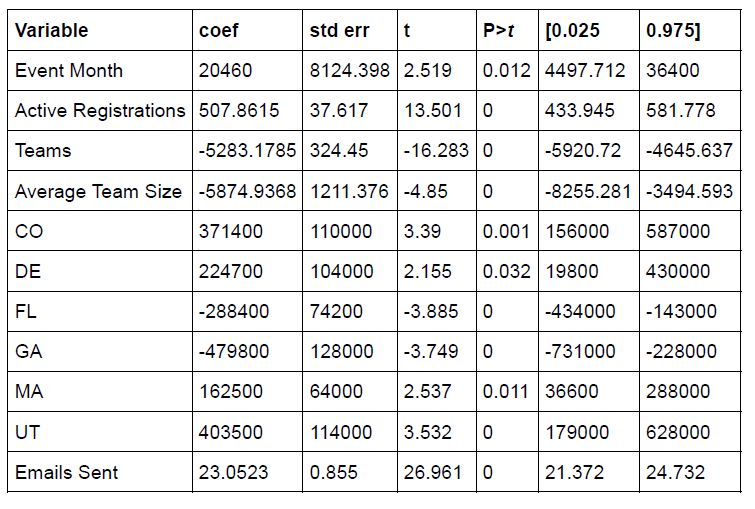 Variable coef std err t P>t [0.025 0.975]
Event Month 20460 8124.398 2.519 0.012 4497.712 36400
Active Registrations 507.8615 37.617 13.501 0 433.945 581.778
Teams -5283.1785 324.45 -16.283 0 -5920.72 -4645.637
Average Team Size -5874.9368 1211.376 -4.85 0 -8255.281 -3494.593
CO 371400 110000 3.39 0.001 156000 587000
DE 224700 104000 2.155 0.032 19800 430000
FL -288400 74200 -3.885 0 -434000 -143000
GA -479800 128000 -3.749 0 -731000 -228000
MA 162500 64000 2.537 0.011 36600 288000
UT 403500 114000 3.532 0 179000 628000
Emails Sent 23.0523 0.855 26.961 0 21.372 24.732